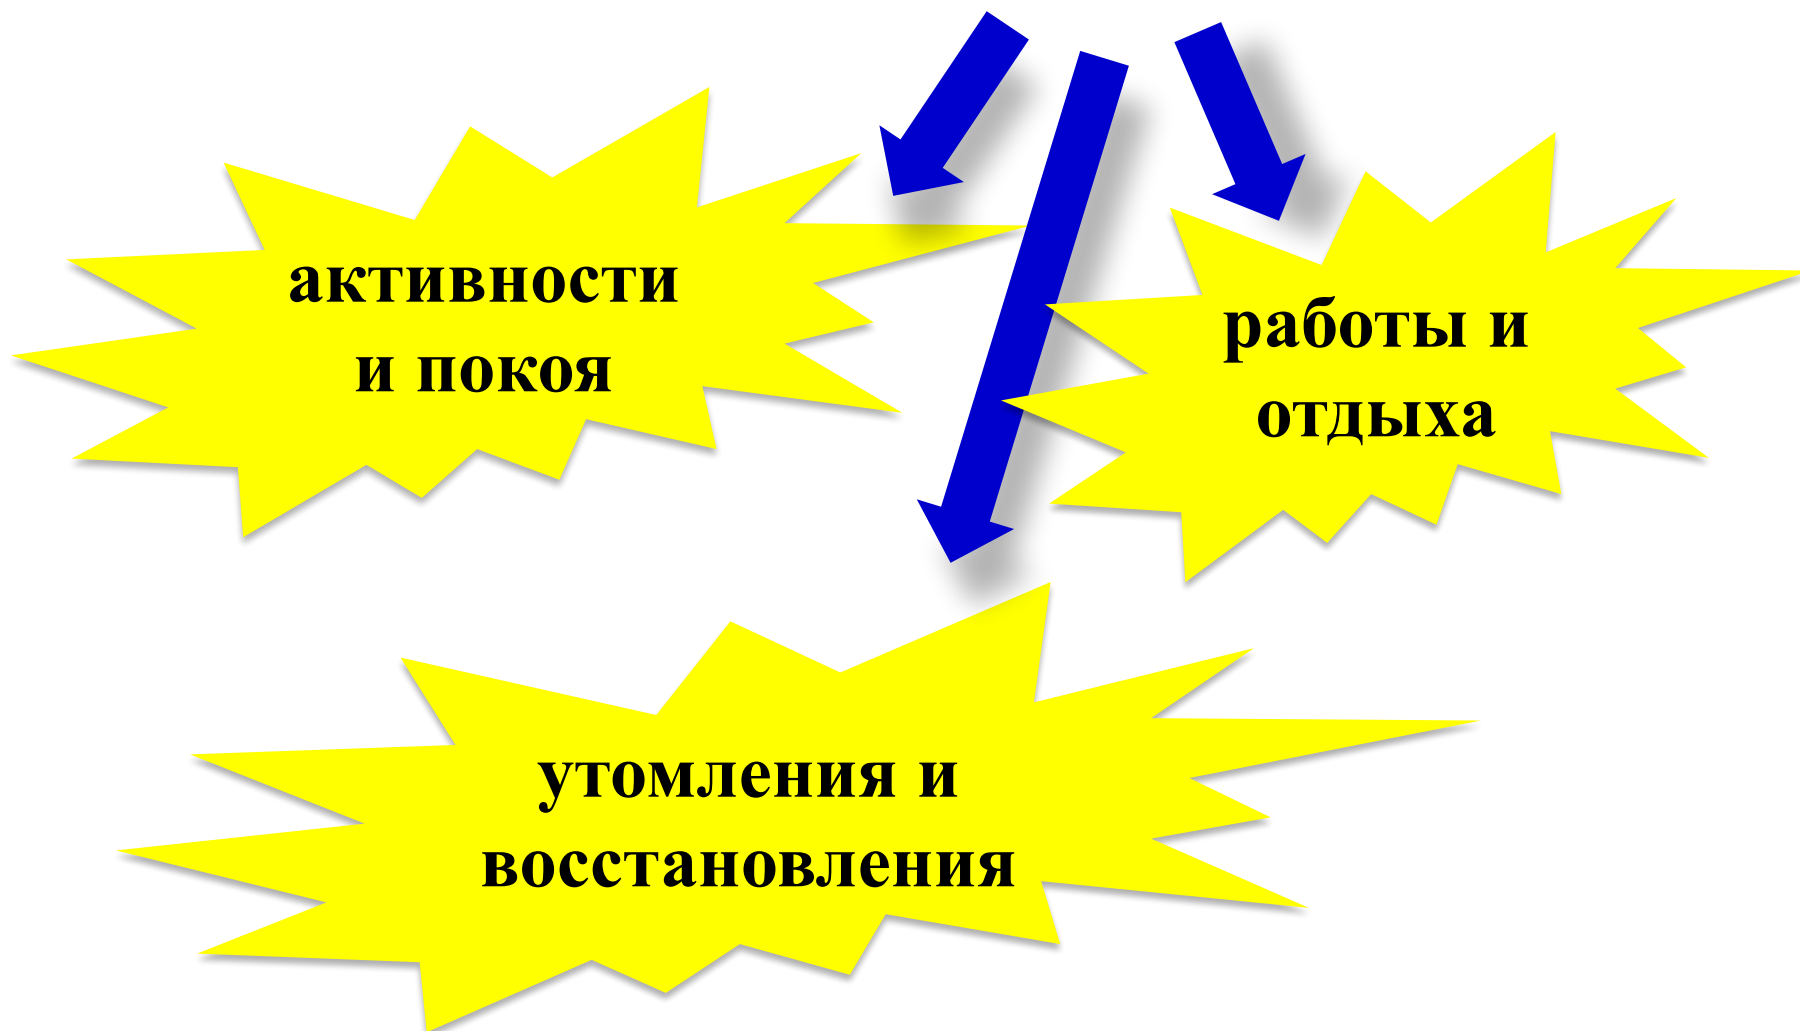 активности
и покоя
работы и
отдыха
утомления и
восстановления